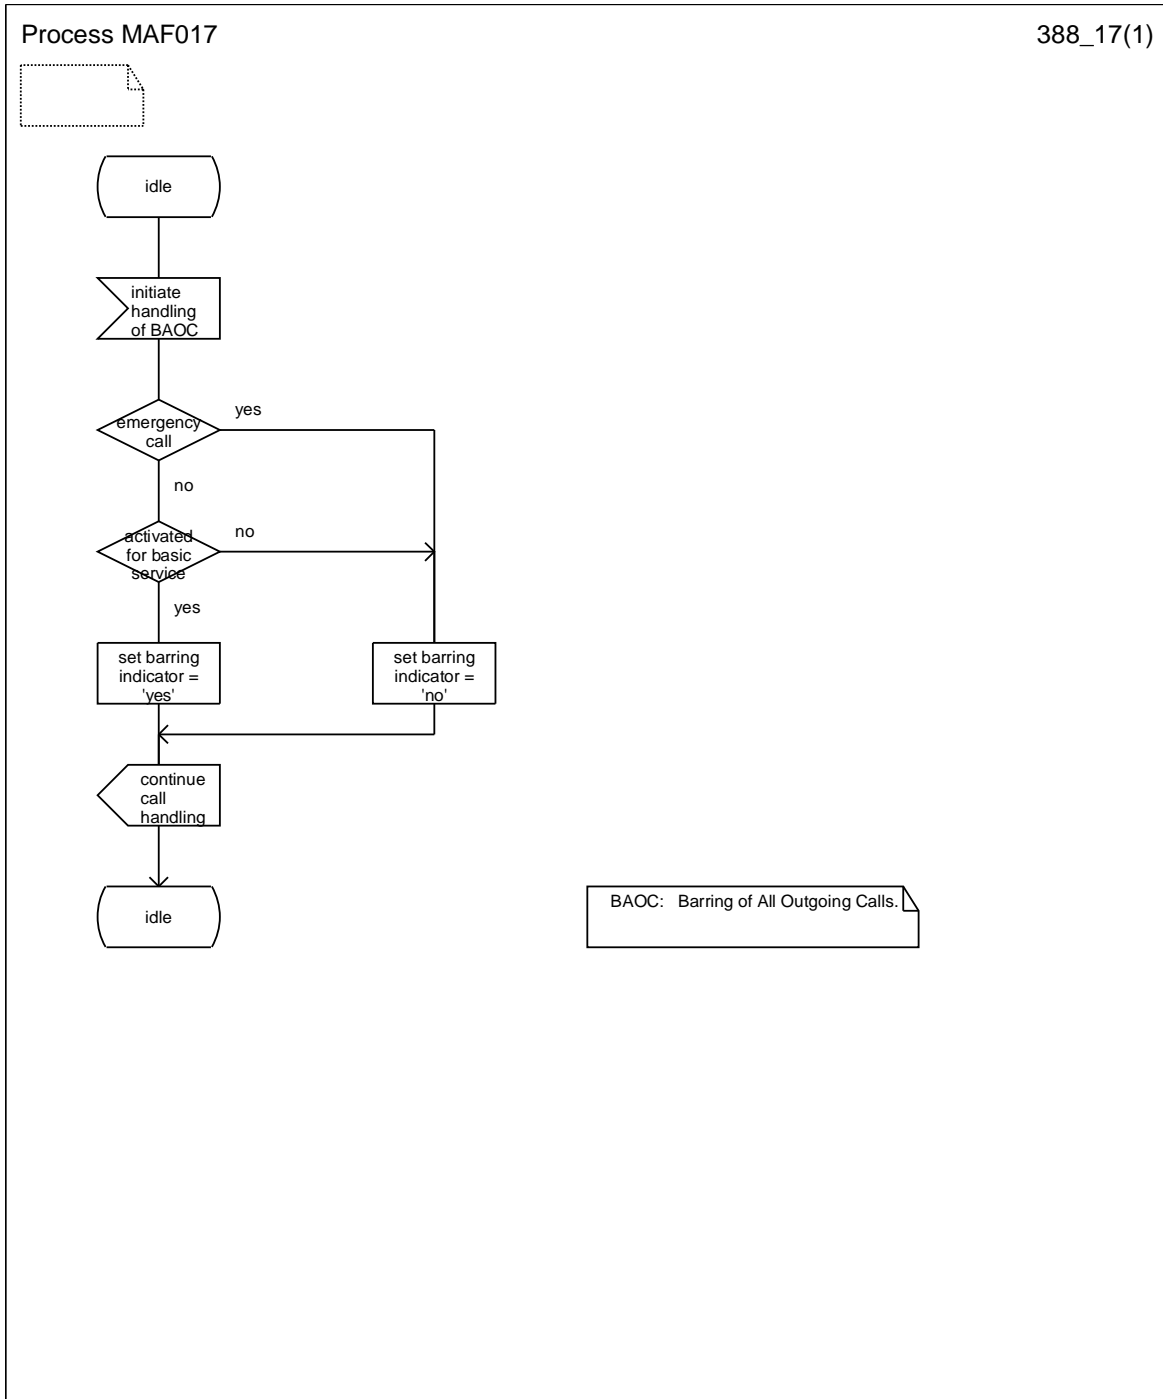 Process MAF017
388_17(1)
idle
initiate
handling
of BAOC
emergency
call
yes
no
activated
for basic
service
no
yes
set barring
indicator =
'yes'
set barring
indicator =
'no'
continue
call
handling
idle
BAOC: Barring of All Outgoing Calls.